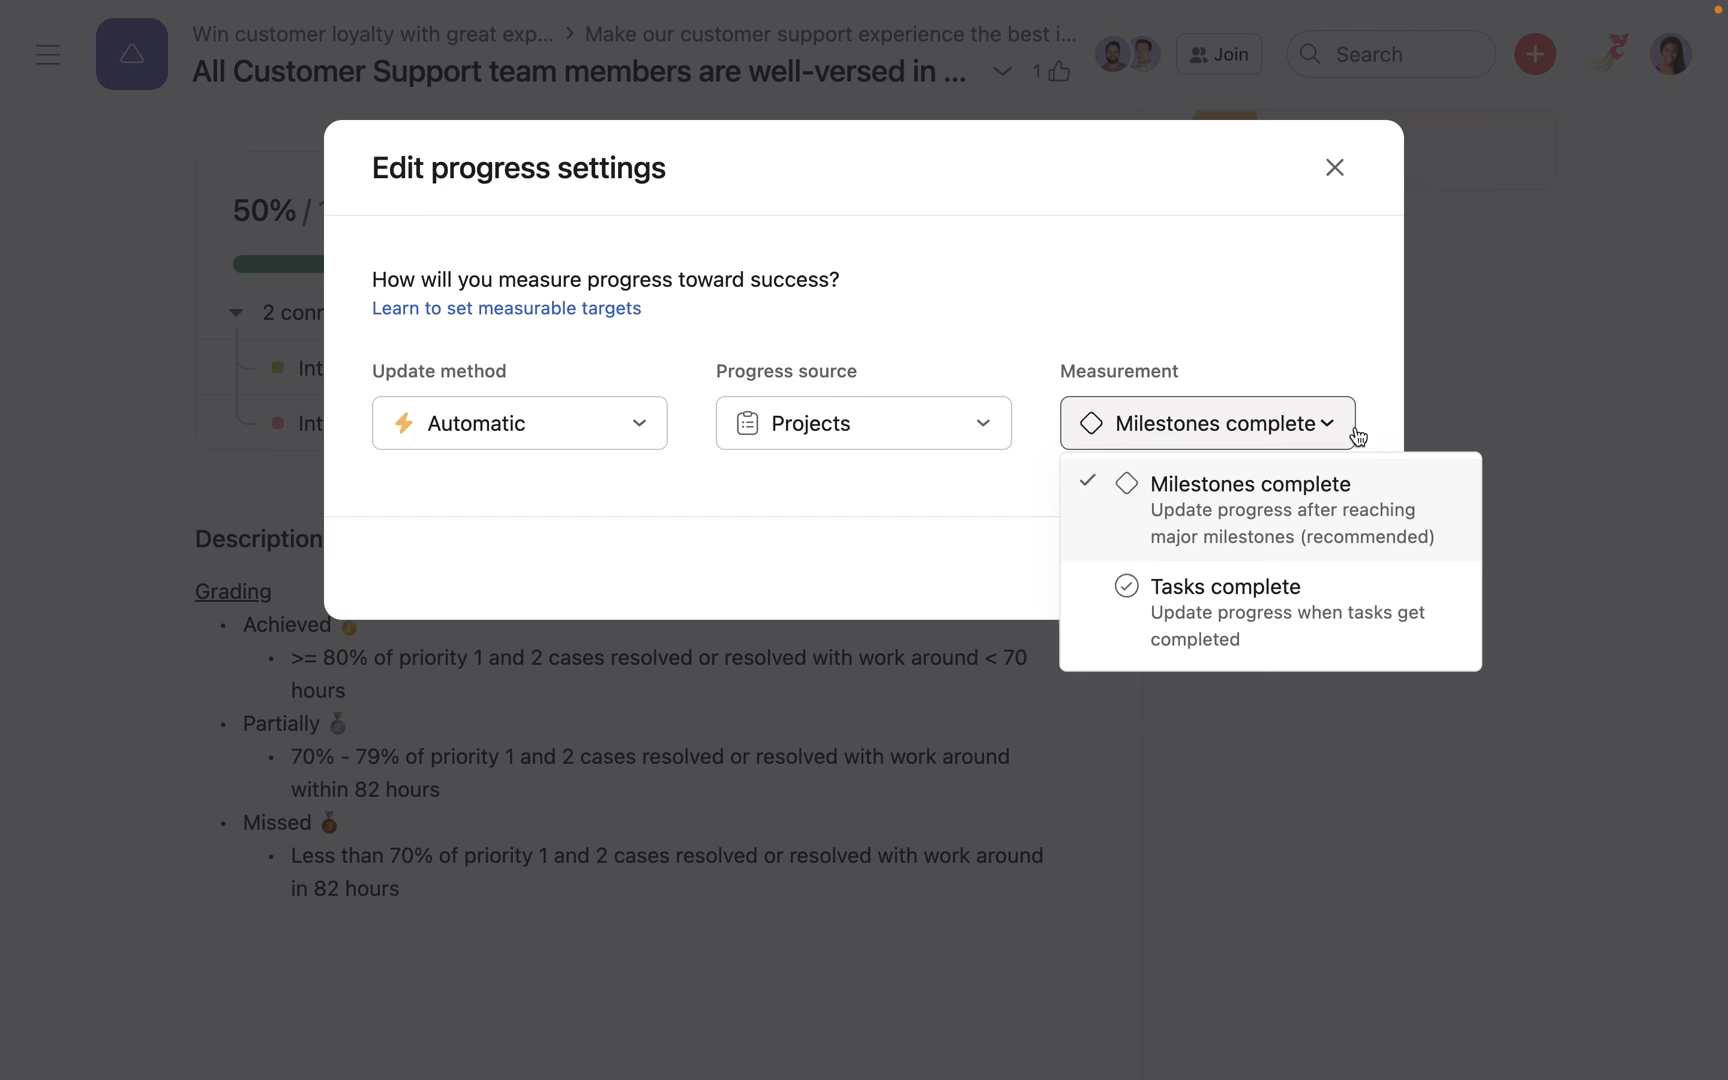 Win customer loyalty with great exp... > Make our customer support experience the best i...
All Customer Support team members are well-versed in ...
1
Join
Search
Edit progress settings
50% /
How will you measure progress toward success?
Learn to set measurable targets
2 conr
Int
Int
Update method
Progress source
Measurement
Automatic
Projects
Milestones complete
Milestones complete
Update progress after reaching
major milestones (recommended)
Tasks complete
Update progress when tasks get
completed
Description
Grading
• Achieved
• >= 80% of priority 1 and 2 cases resolved or resolved with work around < 70
hours
• Partially
• 70% - 79% of priority 1 and 2 cases resolved or resolved with work around
within 82 hours
• Missed
• Less than 70% of priority 1 and 2 cases resolved or resolved with work around
in 82 hours